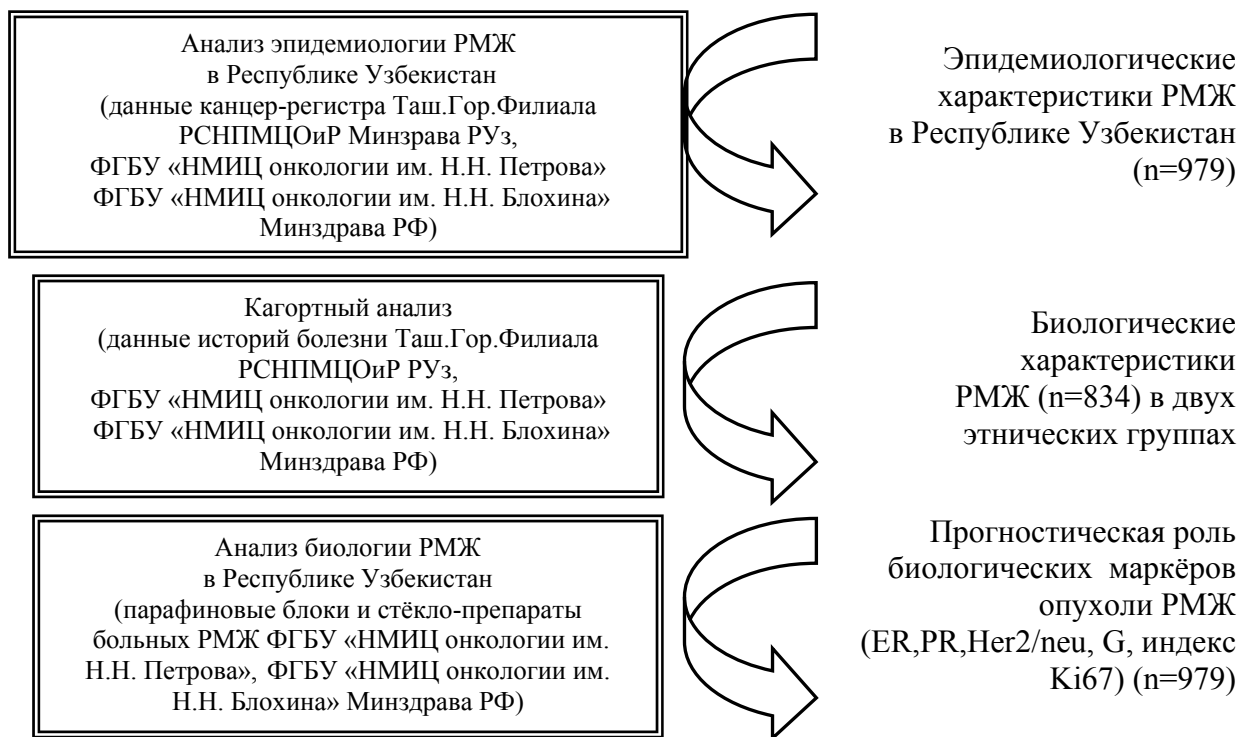 Анализ эпидемиологии РМЖ
в Республике Узбекистан
(данные канцер-регистра Таш.Гор.Филиала
РСНПМЦОиР Минзрава РУз,
ФГБУ «НМИЦ онкологии им. Н.Н. Петрова»
ФГБУ «НМИЦ онкологии им. Н.Н. Блохина»
Минздрава РФ)
Эпидемиологические
характеристики РМЖ
в Республике Узбекистан
(n=979)
Кагортный анализ
(данные историй болезни Таш.Гор.Филиала
РСНПМЦОиР РУз,
ФГБУ «НМИЦ онкологии им. Н.Н. Петрова»
ФГБУ «НМИЦ онкологии им. Н.Н. Блохина»
Минздрава РФ)
Биологические
характеристики
РМЖ (n=834) в двух
этнических группах
Анализ биологии РМЖ
в Республике Узбекистан
(парафиновые блоки и стёкло-препараты
больных РМЖ ФГБУ «НМИЦ онкологии им.
Н.Н. Петрова», ФГБУ «НМИЦ онкологии им.
Н.Н. Блохина» Минздрава РФ)
Прогностическая роль
биологических маркёров
опухоли РМЖ
(ER,PR,Her2/neu, G, индекс
Ki67) (n=979)